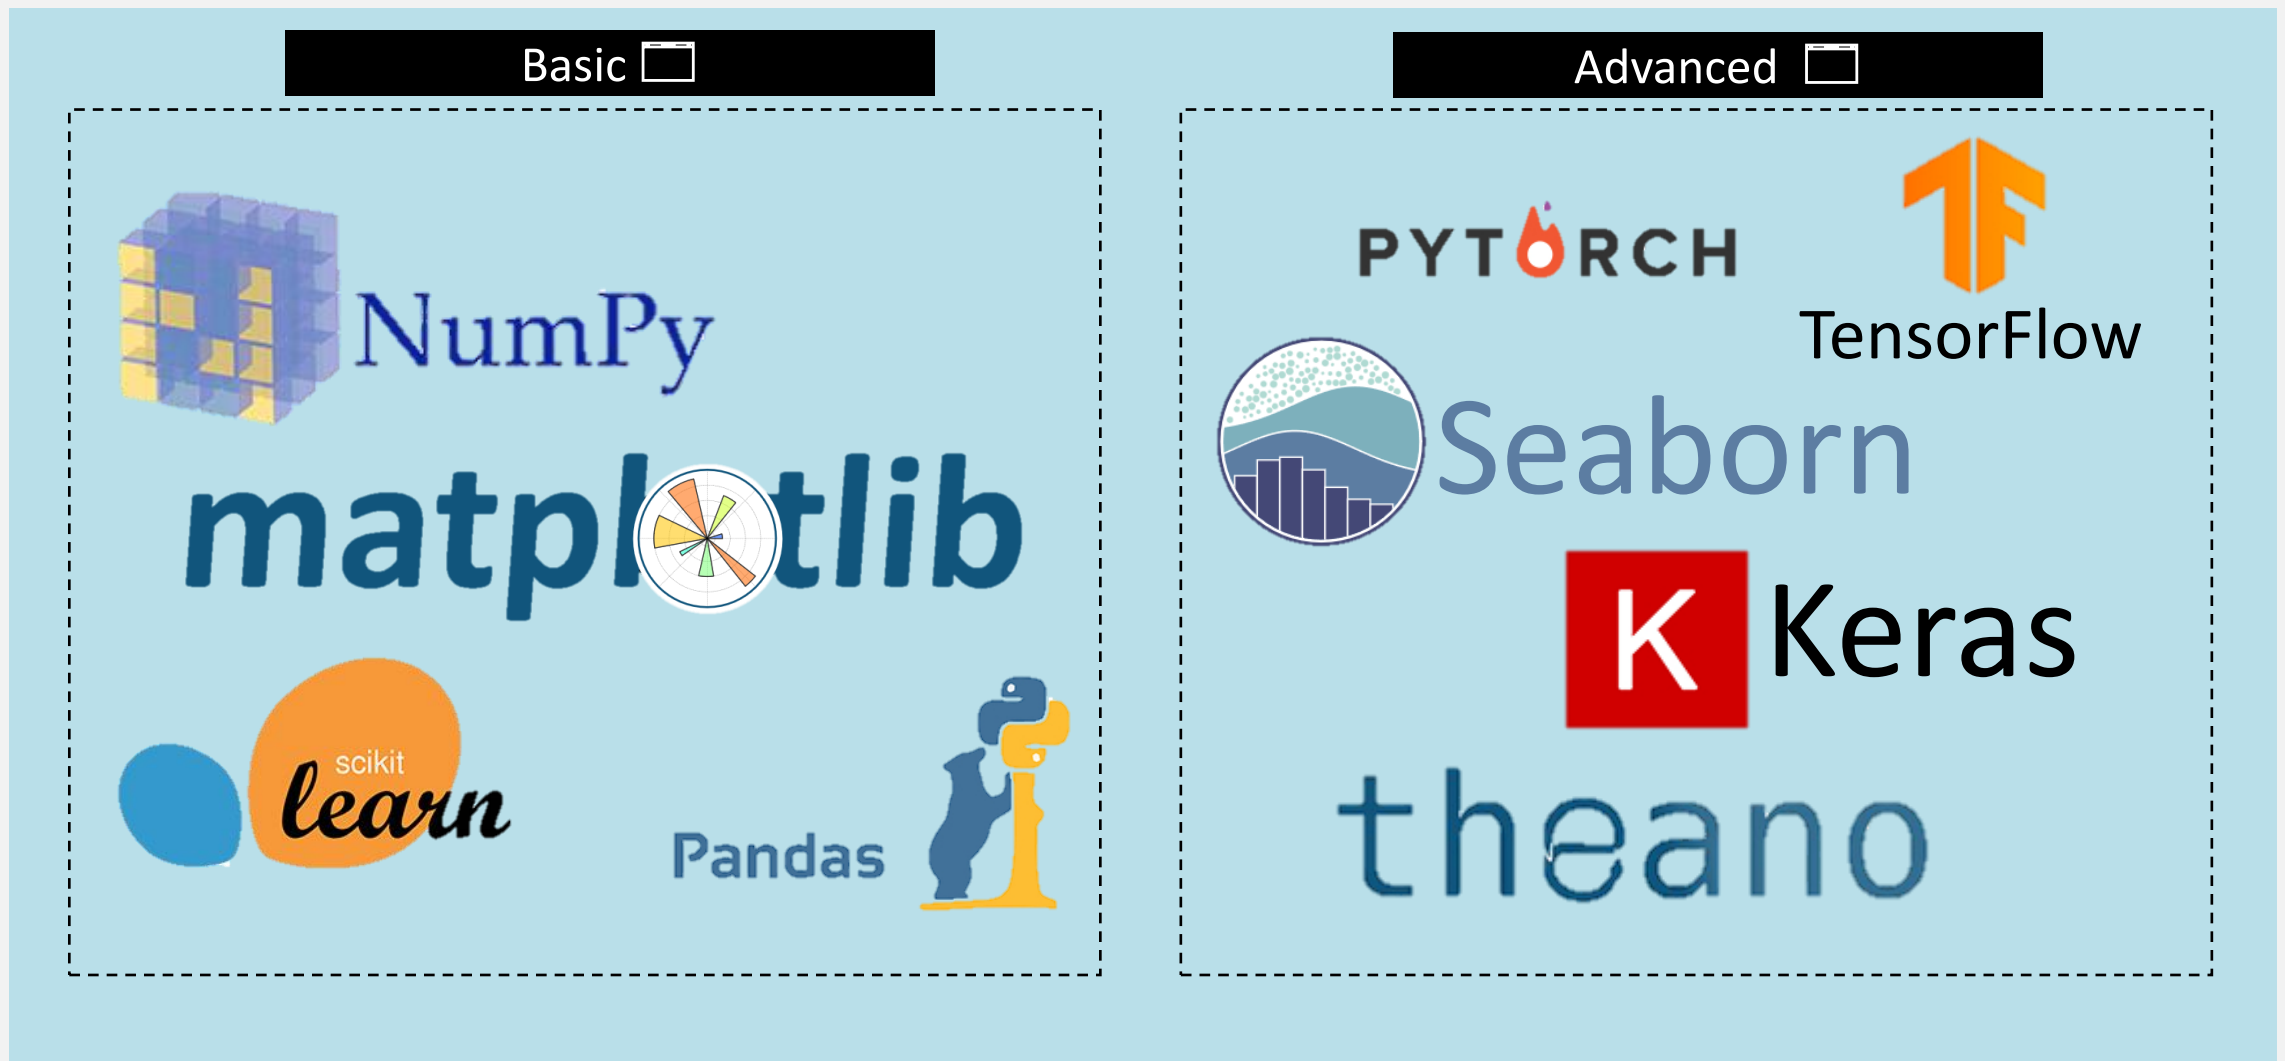 Basic
NumPy
matplotlib
scikit
learn
Pandas
Advanced
PYTORCH
TensorFlow
Seaborn
K Keras
theano